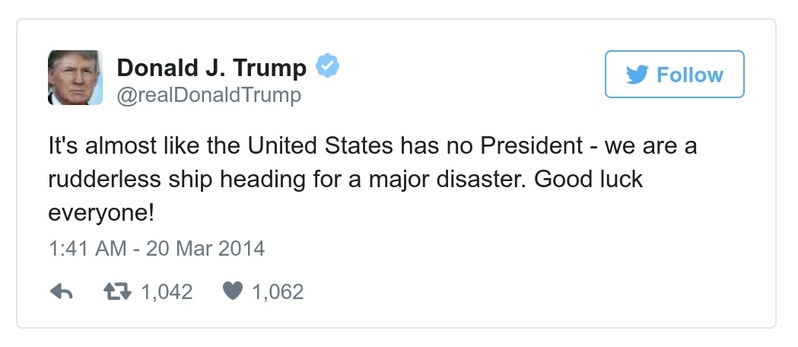 Donald J. Trump
@realDonaldTrump
Follow
It's almost like the United States has no President - we are a
rudderless ship heading for a major disaster. Good luck
everyone!
1:41 AM - 20 Mar 2014
1,042 1,062